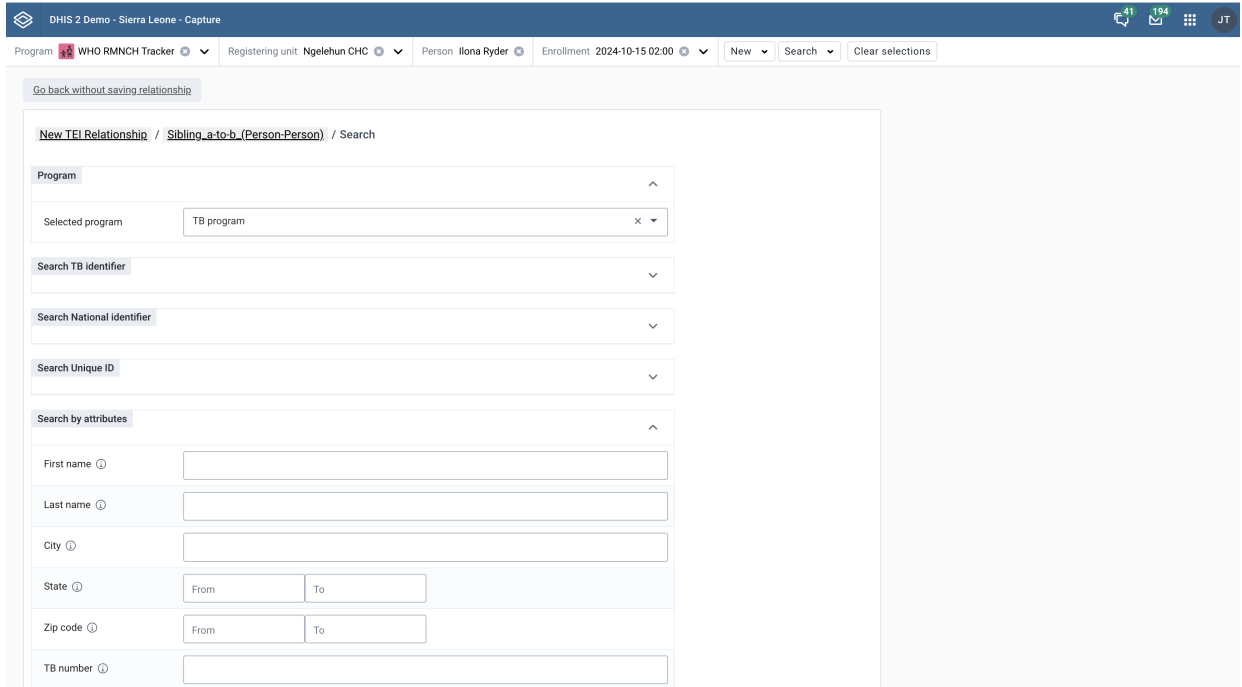 DHIS 2 Demo - Sierra Leone - Capture 41 194 JT
Program WHO RMNCH Tracker Registering unit Ngelehun CHC Person Ilona Ryder Enrollment 2024-10-15 02:00 New Search Clear selections
Go back without saving relationship
New TEI Relationship / Sibling_a-to-b_(Person-Person) / Search
Program
Selected program TB program
Search TB identifier
Search National identifier
Search Unique ID
Search by attributes
First name
Last name
City
State From To
Zip code From To
TB number